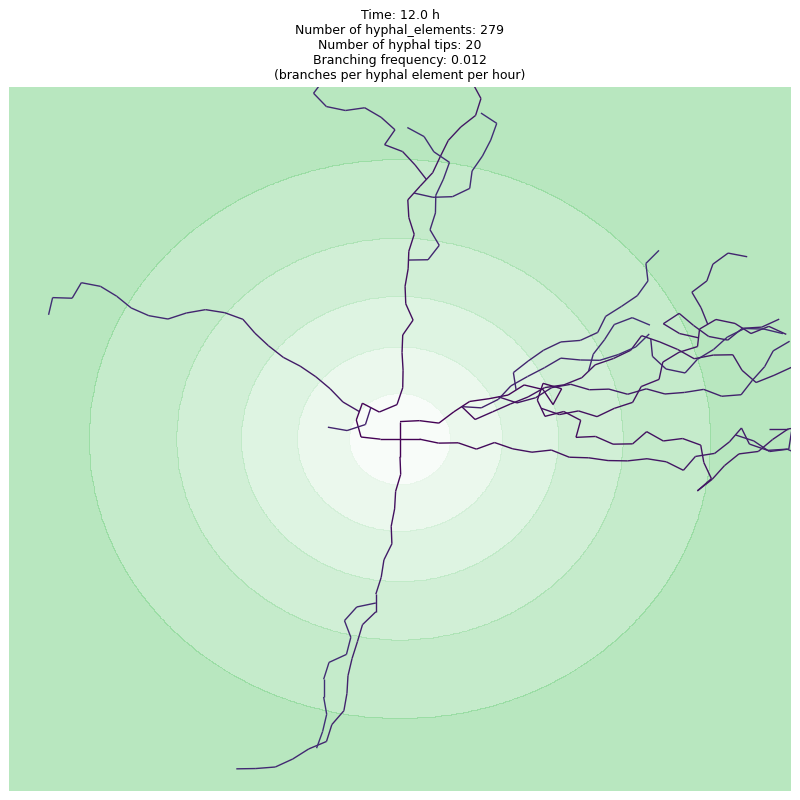 Time: 12.0 h
Number of hyphal_elements: 279
Number of hyphal tips: 20
Branching frequency: 0.012
(branches per hyphal element per hour)